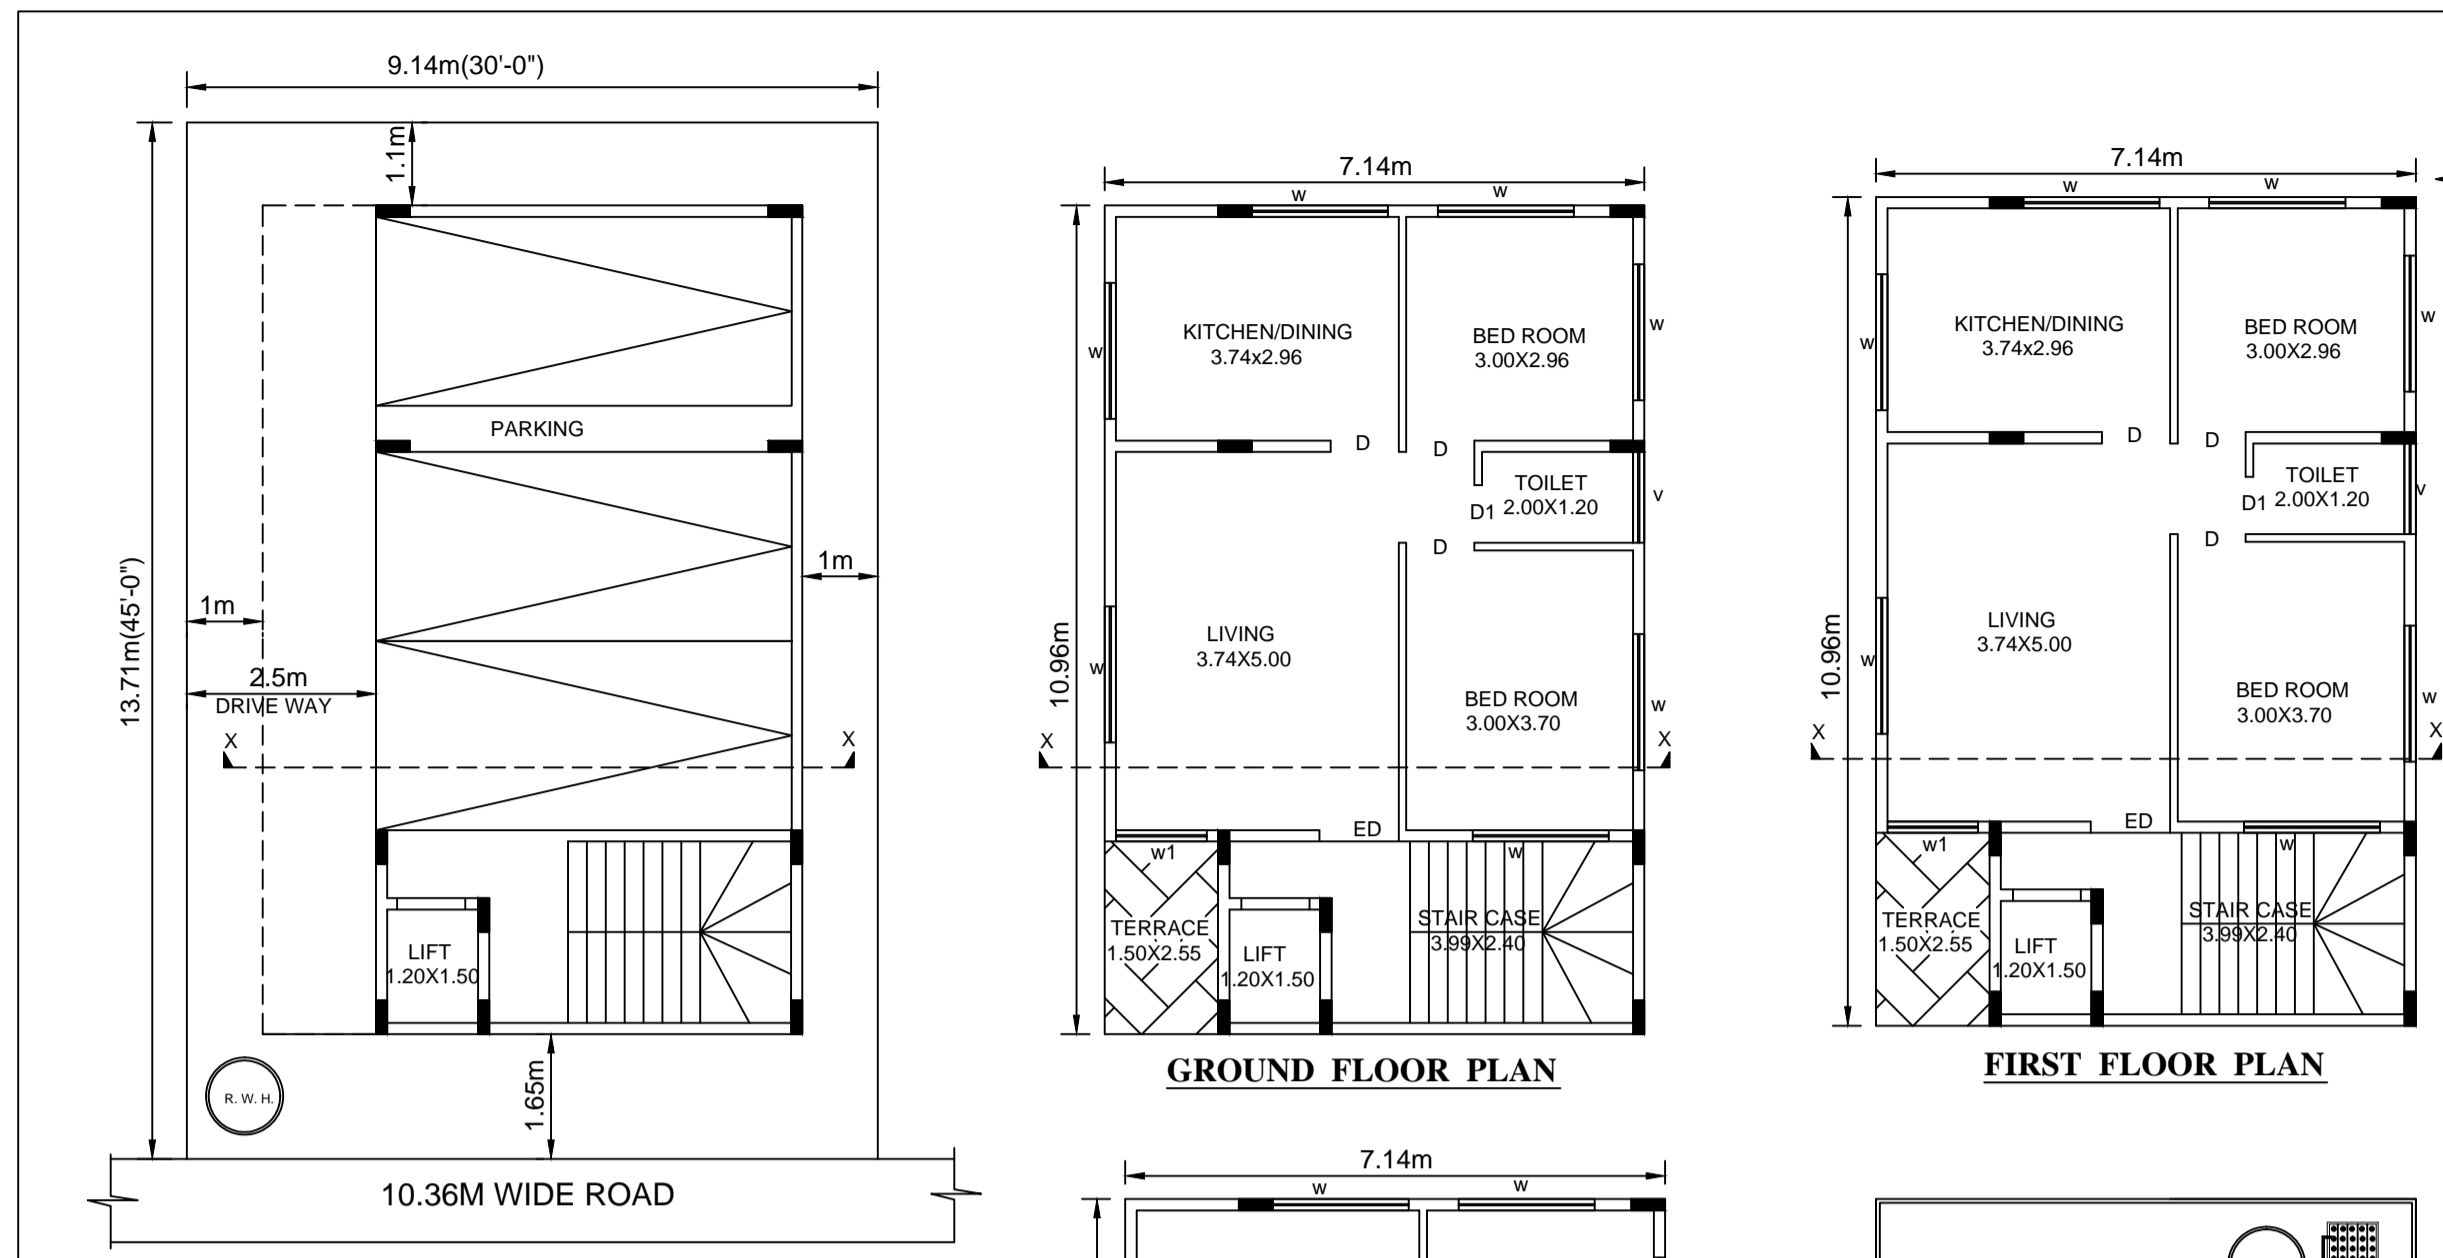 9.14m(30'-0")
1.1m
13.71m(45'-0")
PARKING
1m
1m
2.5m
DRIVE WAY
X
X
LIFT
1.20X1.50
R. W. H.
1.65m
10.36M WIDE ROAD
7.14m
w
w
10.96m
w
KITCHEN/DINING
3.74x2.96
BED ROOM
3.00X2.96
w
D
D
TOILET
2.00X1.20
D1
v
D
w
LIVING
3.74X5.00
BED ROOM
3.00X3.70
w
X
X
ED
w1
w
TERRACE
1.50X2.55
LIFT
1.20X1.50
STAIR CASE
3.99X2.40
GROUND FLOOR PLAN
7.14m
w
w
10.96m
w
KITCHEN/DINING
3.74x2.96
BED ROOM
3.00X2.96
w
D
D
TOILET
2.00X1.20
D1
v
D
w
LIVING
3.74X5.00
BED ROOM
3.00X3.70
w
X
X
ED
w1
w
TERRACE
1.50X2.55
LIFT
1.20X1.50
STAIR CASE
3.99X2.40
FIRST FLOOR PLAN
7.14m
w
w